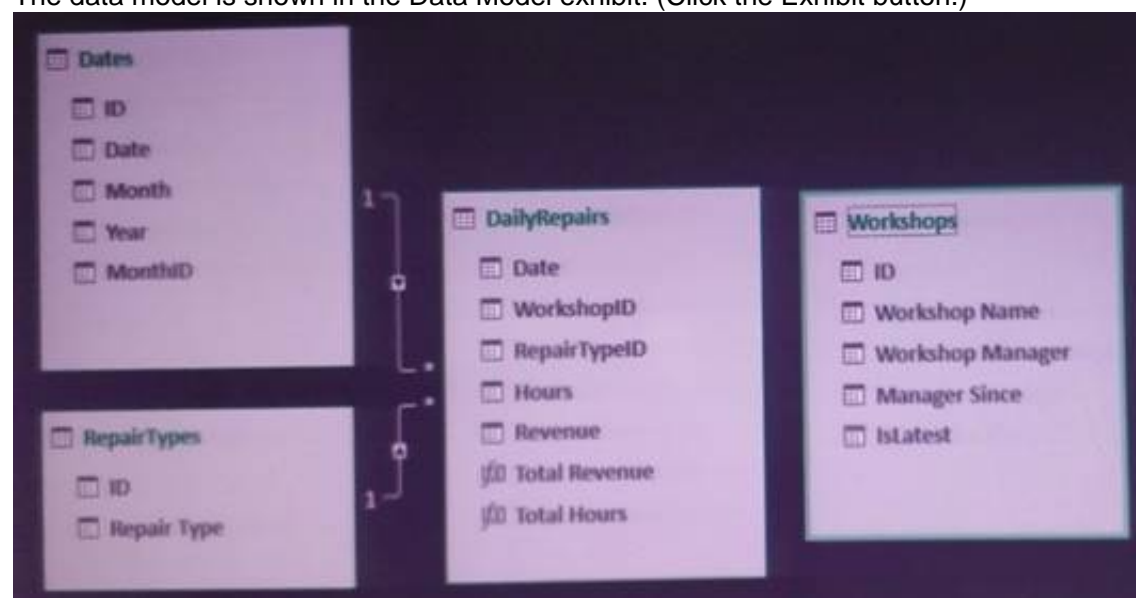 The data model is shown in the Data Model exhibit. (Click the Exhibit button.)
Dates
ID
Date
Month
Year
MonthID
1
*
RepairTypes
ID
Repair Type
*
1
DailyRepairs
Date
WorkshopID
RepairTypeID
Hours
Revenue
fx Total Revenue
fx Total Hours
Workshops
ID
Workshop Name
Workshop Manager
Manager Since
IsLatest